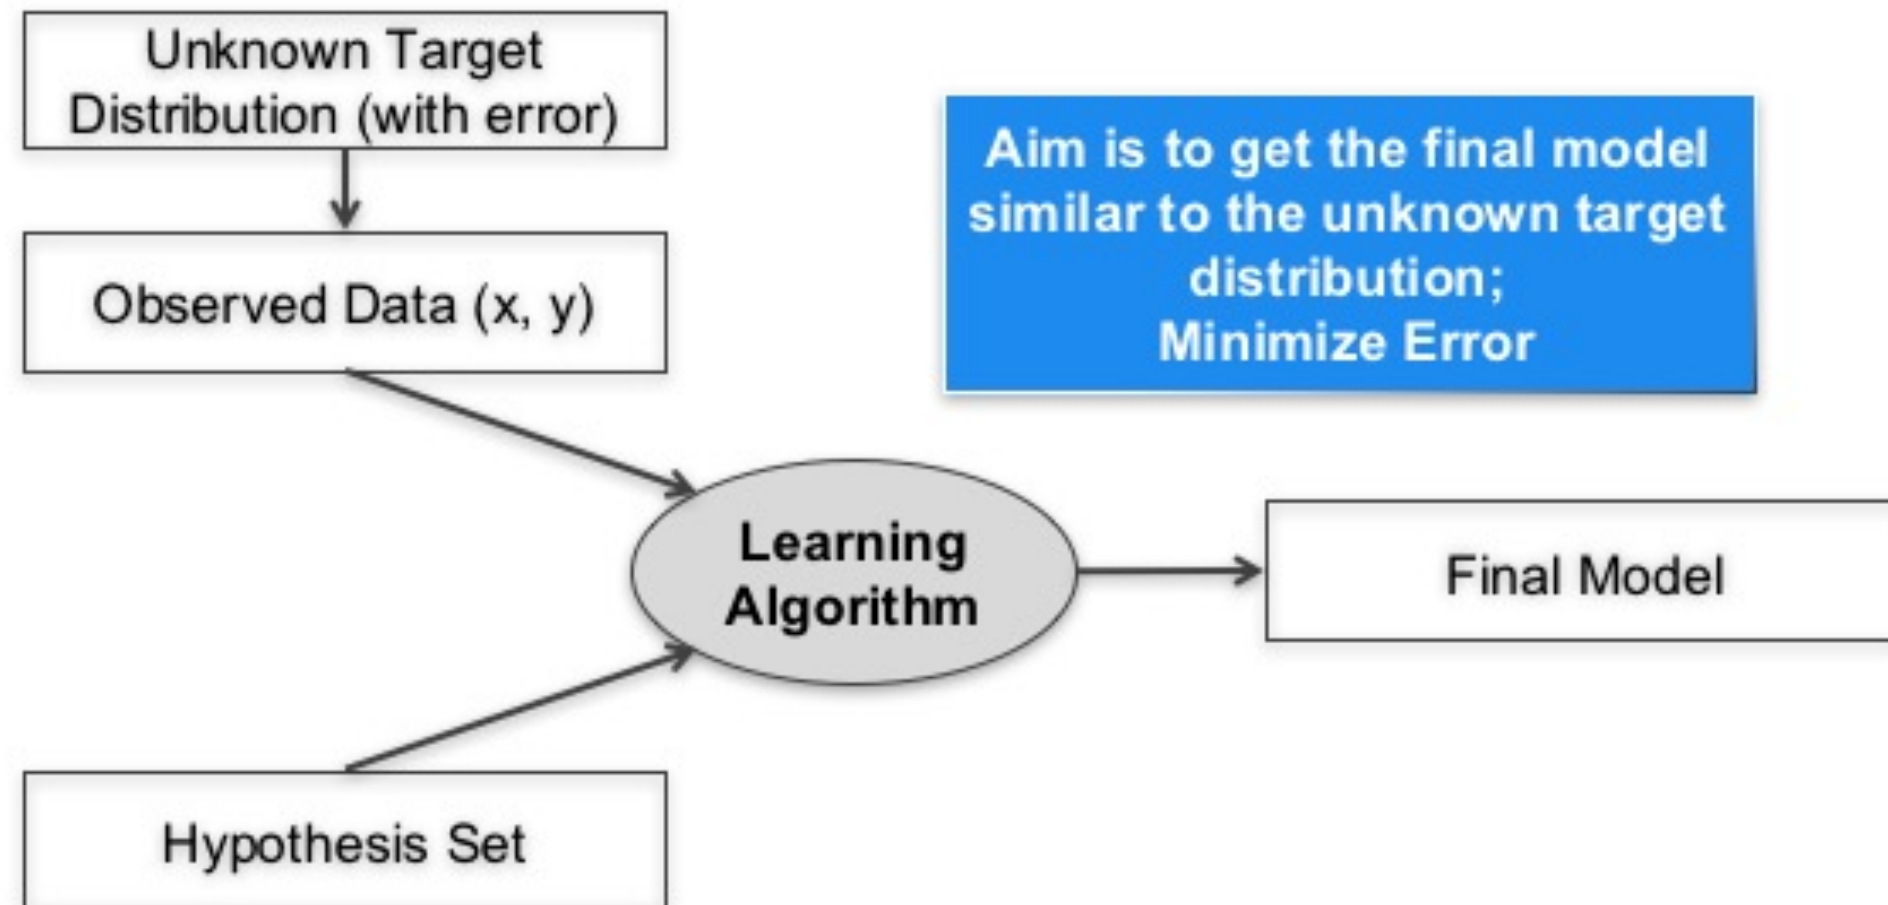 Unknown Target
Distribution (with error)
Observed Data (x, y)
Aim is to get the final model
similar to the unknown target
distribution;
Minimize Error
Learning
Algorithm
Final Model
Hypothesis Set